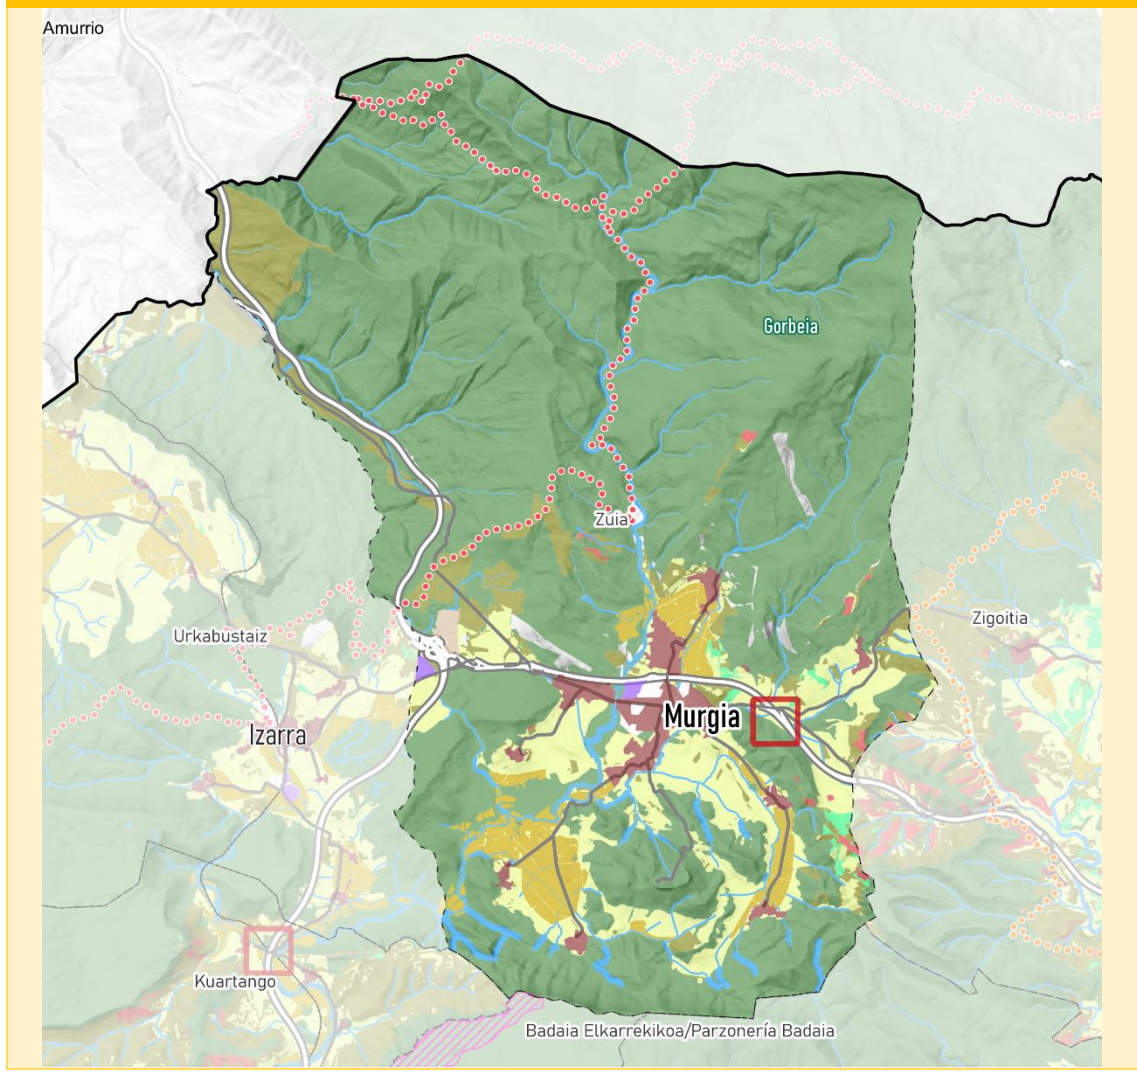 Amurrio
Gorbeia
Zuia
Zigoitia
Urkabustaiz
Murgia
Izarra
Kuartango
Badaia Elkarrekikoa/Parzonería Badaia